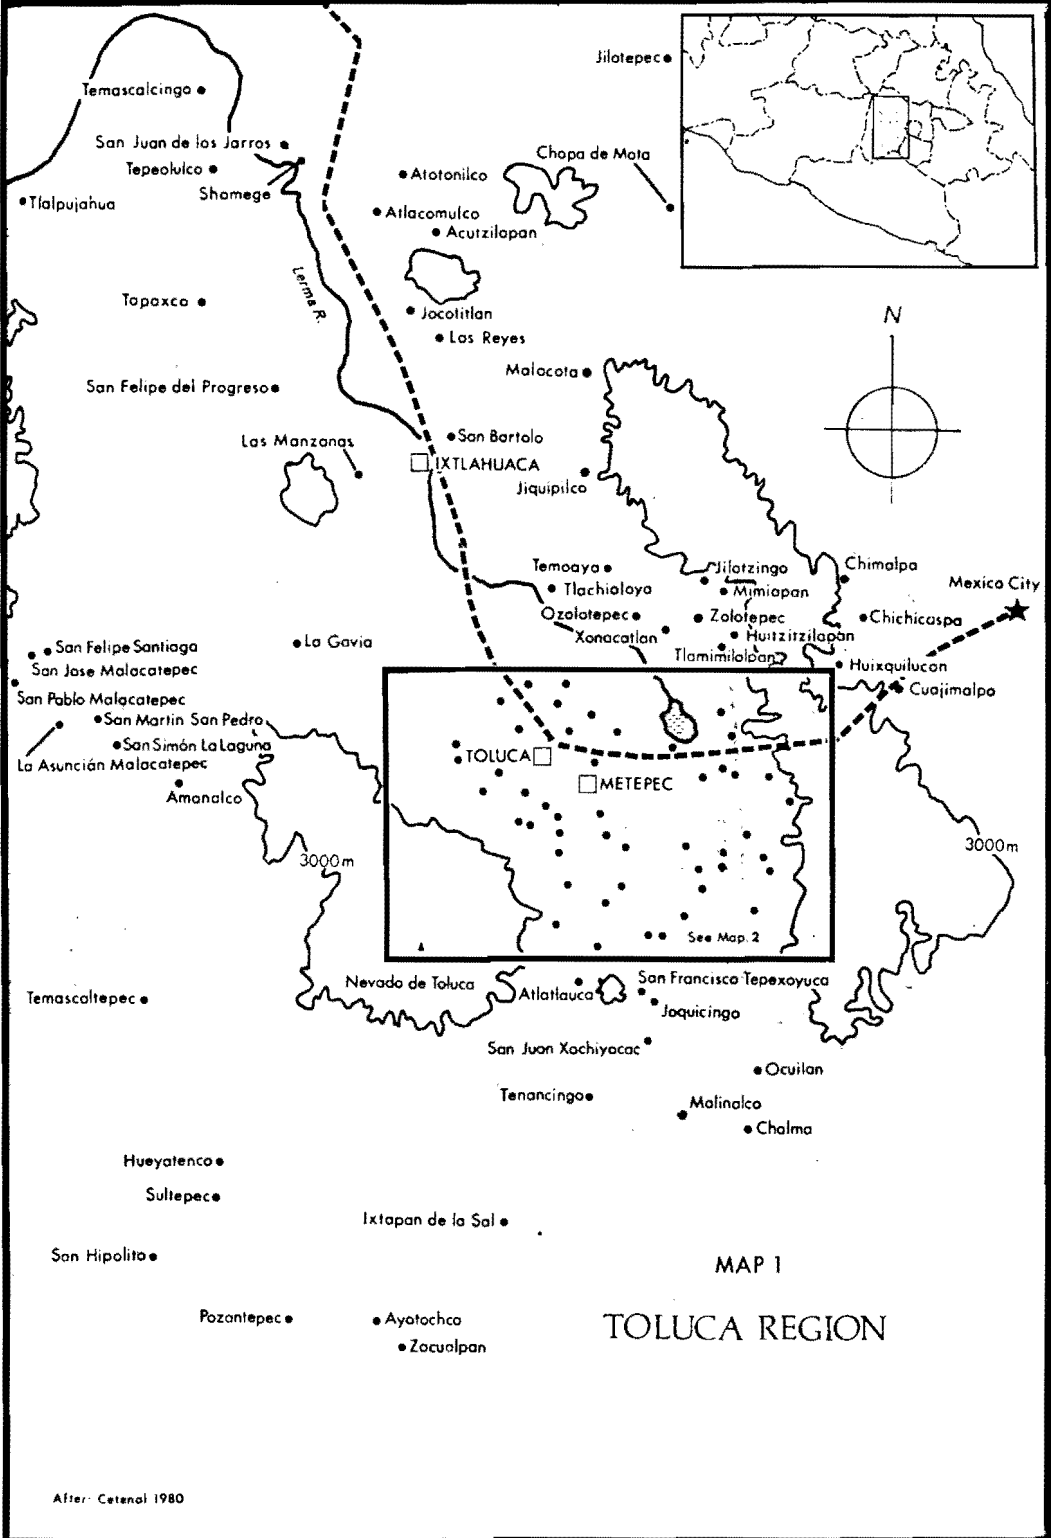 Jilotepec
Temascalcingo
San Juan de los Jarros
Chapa de Mota
Tepeolulco
Atotonilco
Shomege
Tlalpujahua
Atlacomulco
Acutzilapan
Lerma R.
Tapaxco
Jocotitlan
N
Las Reyes
Malacota
San Felipe del Progreso
San Bartolo
Las Manzanas
IXTLAHUACA
Jiquipilco
Temoaya
Jilotzingo
Chimalpa
Mexico City
Tlachialoya
Mimiapan
Ozolotepec
Zolotepec
Chichicaspa
Xonacatlan
Huitzitzilapan
San Felipe Santiago
La Gavia
Tlamimilolpan
Huixquilucan
San Jose Malacatepec
Cuajimalpa
San Pablo Malacatepec
San Martin San Pedro
San Simón La Laguna
TOLUCA
La Asunción Malacatepec
METEPEC
Amanalco
3000m
3000m
See Map. 2
Nevado de Toluca
San Francisco Tepexoyuca
Atlatlauca
Temascaltepec
Joquicingo
San Juan Xochiyacac
Ocuilan
Tenancingo
Malinalco
Chalma
Hueyatenco
Sultepec
Ixtapan de la Sal
San Hipolito
MAP 1
Pozontepec
Ayotochco
TOLUCA REGION
Zacualpan
After: Cetenal 1980